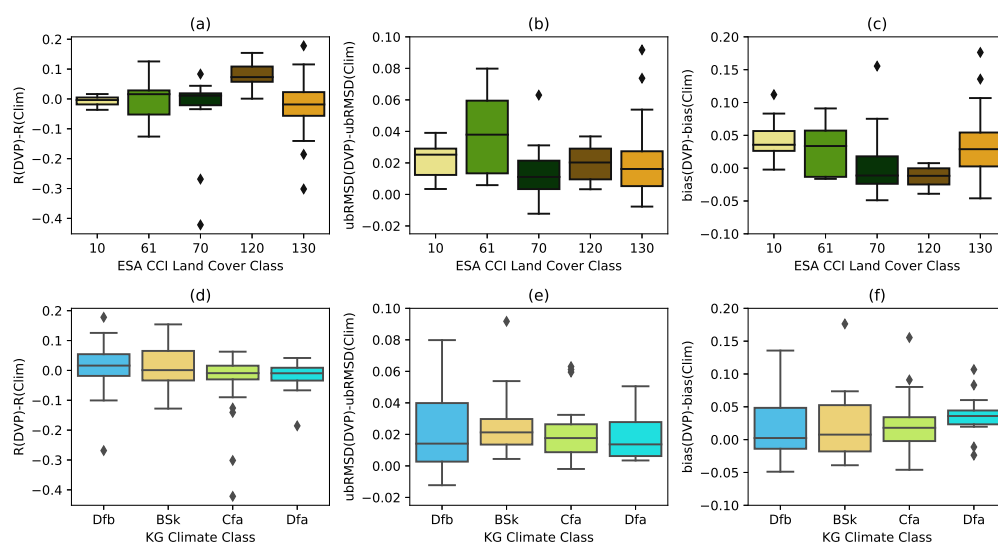 (a)
(b)
(c)
R(DVP)-R(Clim)
0.2
0.1
0.0
−0.1
−0.2
−0.3
−0.4
10 61 70 120 130
ESA CCI Land Cover Class
ubRMSD(DVP)-ubRMSD(Clim)
0.10
0.08
0.06
0.04
0.02
0.00
−0.02
10 61 70 120 130
ESA CCI Land Cover Class
bias(DVP)-bias(Clim)
0.20
0.15
0.10
0.05
0.00
−0.05
−0.10
10 61 70 120 130
ESA CCI Land Cover Class
(d)
(e)
(f)
R(DVP)-R(Clim)
0.2
0.1
0.0
−0.1
−0.2
−0.3
−0.4
Dfb BSk Cfa Dfa
KG Climate Class
ubRMSD(DVP)-ubRMSD(Clim)
0.10
0.08
0.06
0.04
0.02
0.00
−0.02
Dfb BSk Cfa Dfa
KG Climate Class
bias(DVP)-bias(Clim)
0.20
0.15
0.10
0.05
0.00
−0.05
−0.10
Dfb BSk Cfa Dfa
KG Climate Class